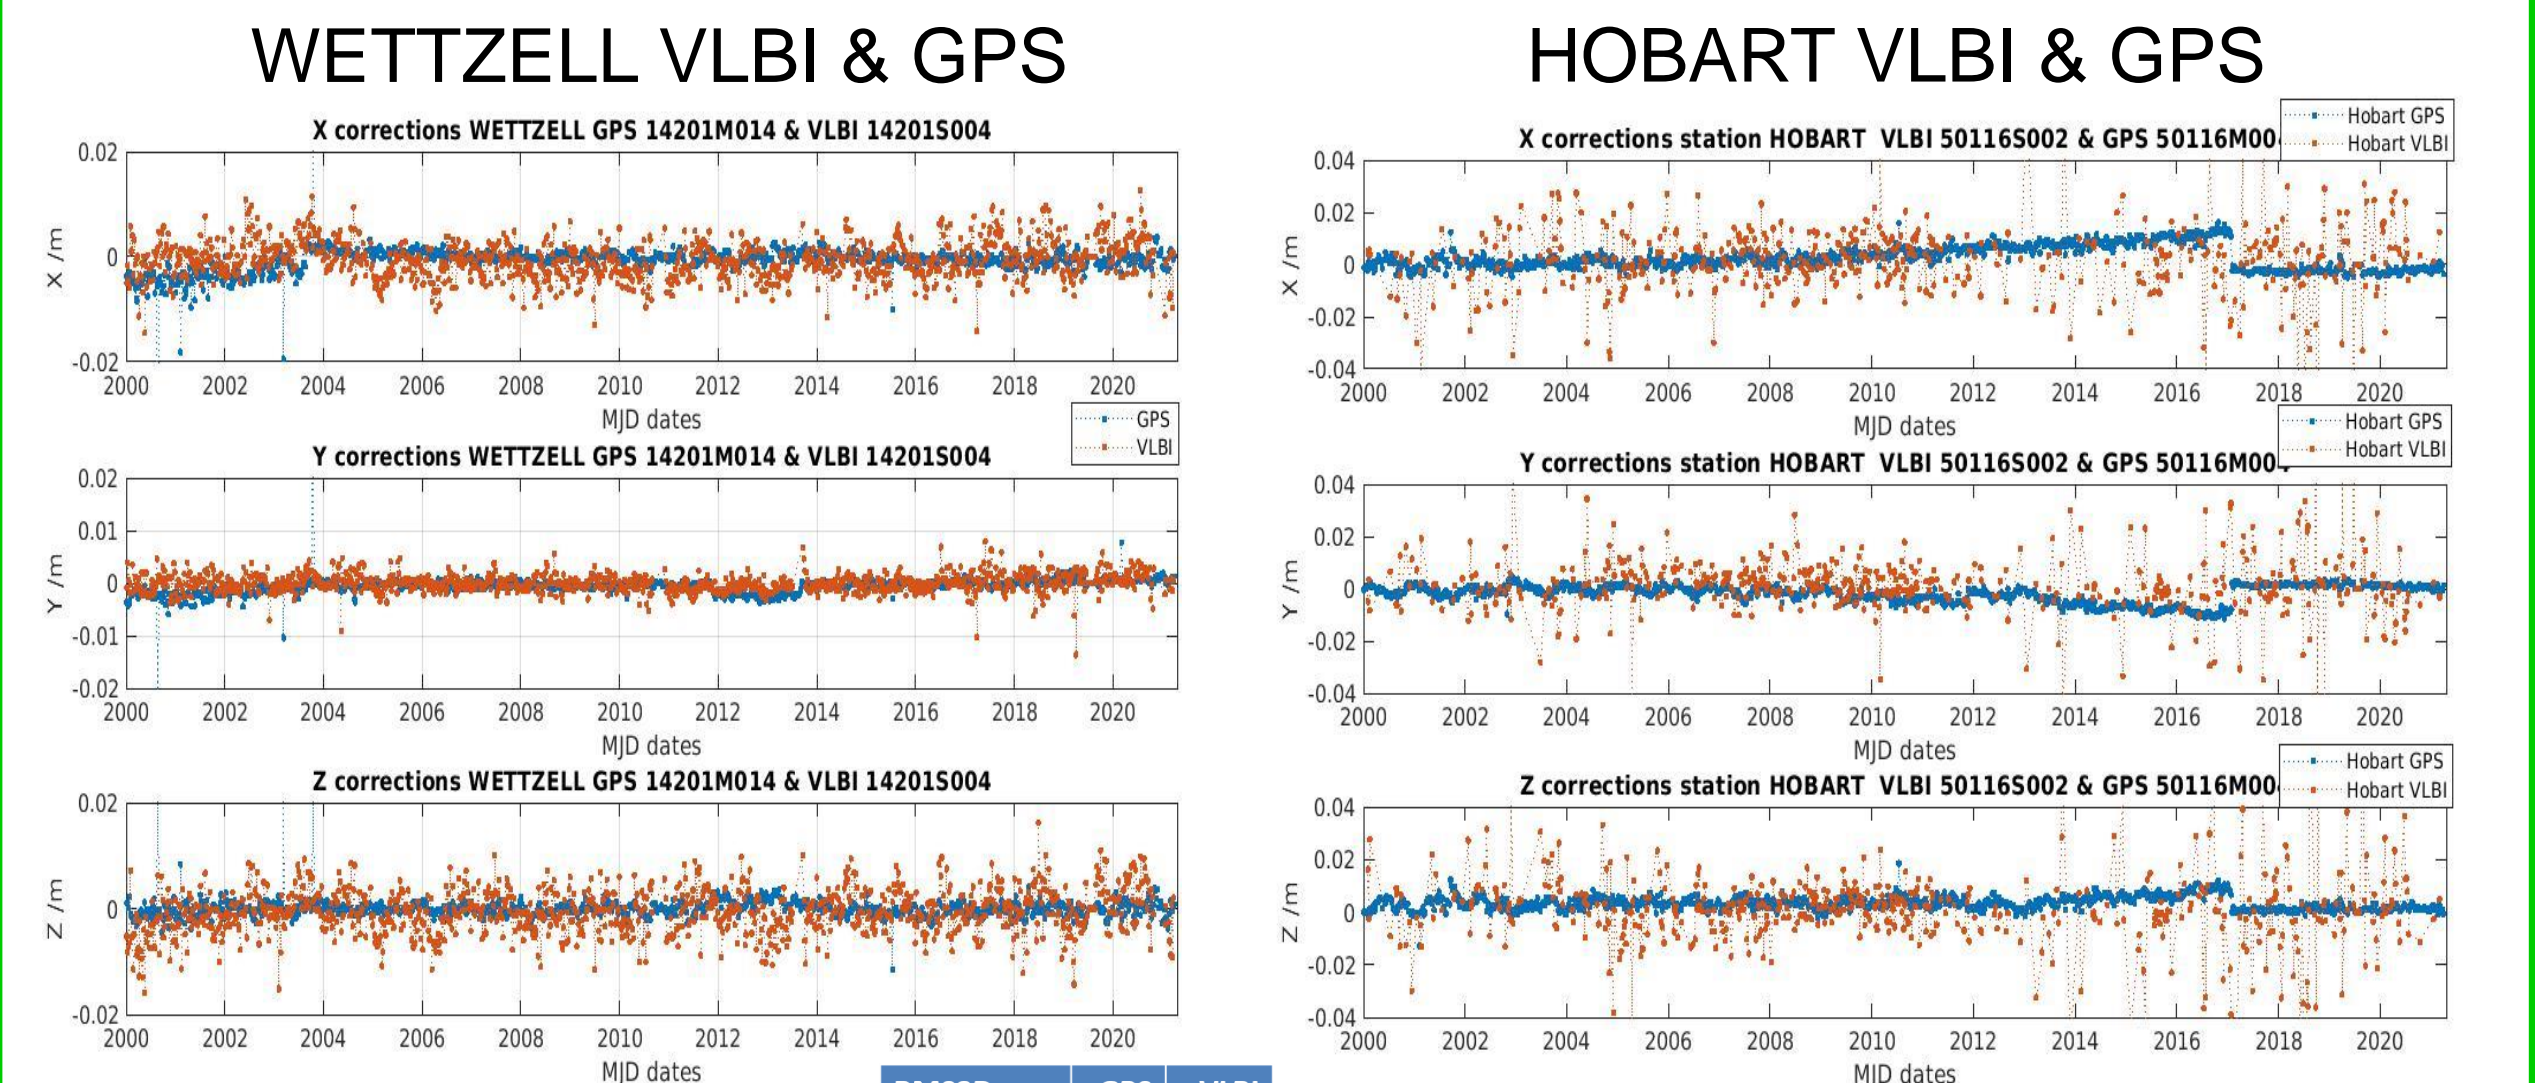 WETTZELL VLBI & GPS
X corrections WETTZELL GPS 14201M014 & VLBI 14201S004
0.02
0
-0.02
X /m
2000 2002 2004 2006 2008 2010 2012 2014 2016 2018 2020
MJD dates
GPS
VLBI
Y corrections WETTZELL GPS 14201M014 & VLBI 14201S004
0.02
0.01
0
-0.01
-0.02
Y /m
2000 2002 2004 2006 2008 2010 2012 2014 2016 2018 2020
MJD dates
Z corrections WETTZELL GPS 14201M014 & VLBI 14201S004
0.02
0
-0.02
Z /m
2000 2002 2004 2006 2008 2010 2012 2014 2016 2018 2020
MJD dates
HOBART VLBI & GPS
Hobart GPS
Hobart VLBI
X corrections station HOBART VLBI 50116S002 & GPS 50116M00
0.04
0.02
0
-0.02
-0.04
X /m
2000 2002 2004 2006 2008 2010 2012 2014 2016 2018 2020
MJD dates
Hobart GPS
Hobart VLBI
Y corrections station HOBART VLBI 50116S002 & GPS 50116M004
0.04
0.02
0
-0.02
-0.04
Y /m
2000 2002 2004 2006 2008 2010 2012 2014 2016 2018 2020
MJD dates
Hobart GPS
Hobart VLBI
Z corrections station HOBART VLBI 50116S002 & GPS 50116M00
0.04
0.02
0
-0.02
-0.04
Z /m
2000 2002 2004 2006 2008 2010 2012 2014 2016 2018 2020
MJD dates
GPS VLBI